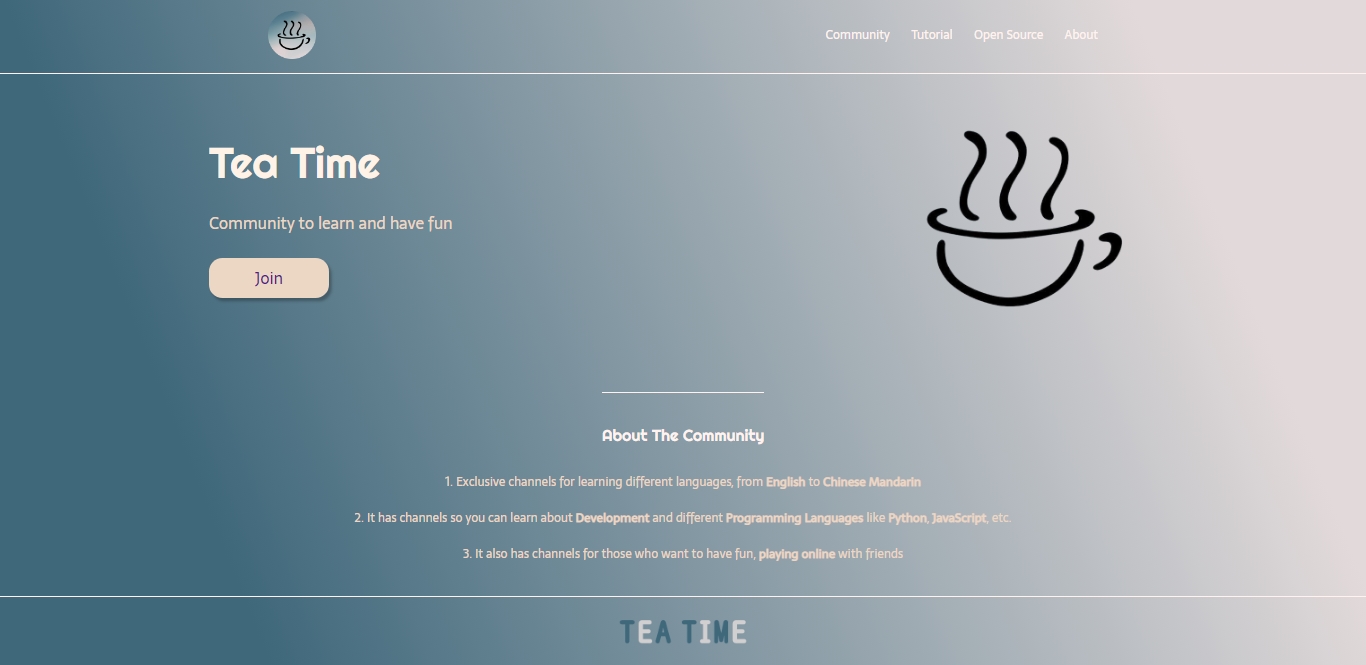 Community Tutorial Open Source About
Tea Time
Community to learn and have fun
Join
About The Community
1. Exclusive channels for learning different languages, from English to Chinese Mandarin
2. It has channels so you can learn about Development and different Programming Languages like Python, JavaScript, etc.
3. It also has channels for those who want to have fun, playing online with friends
TEA TIME